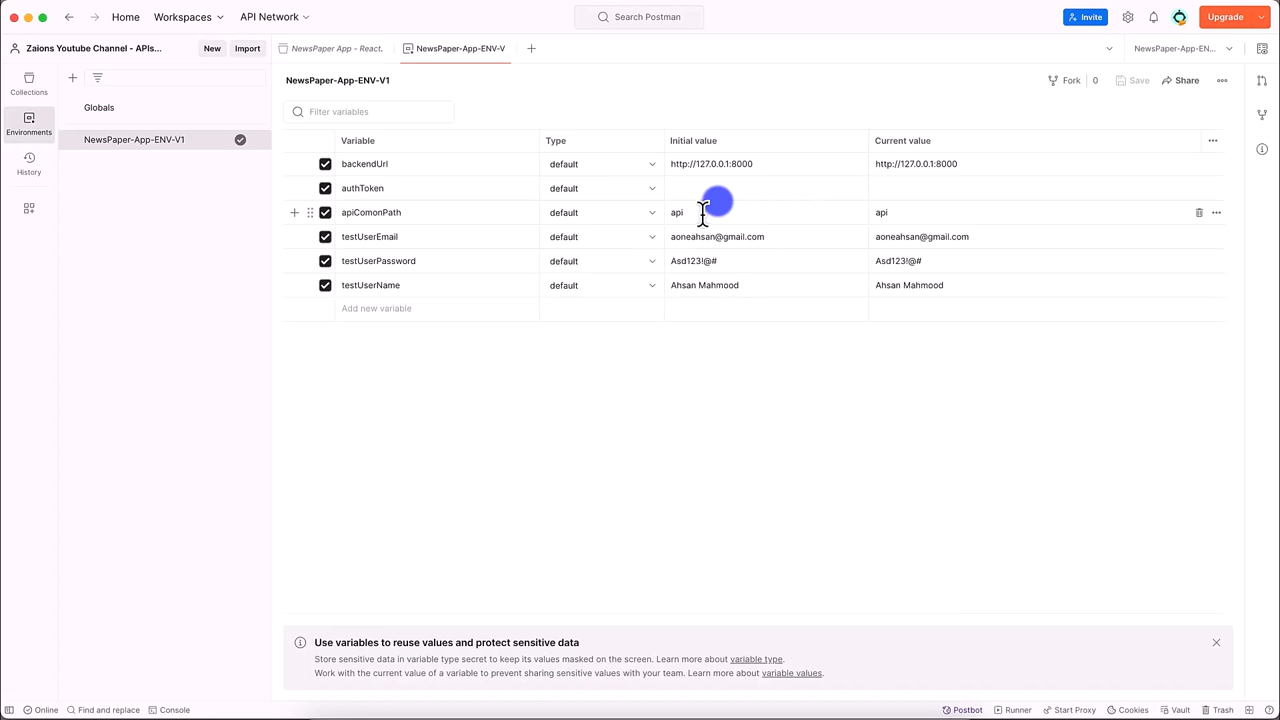 Home Workspaces API Network Search Postman Invite Upgrade
Zaions Youtube Channel - APIs... New Import NewsPaper App - React. NewsPaper-App-ENV-V NewsPaper-App-EN...
Collections
Environments
History
Globals
NewsPaper-App-ENV-V1
NewsPaper-App-ENV-V1 Fork 0 Save Share
Filter variables
Variable Type Initial value Current value
backendUrl default http://127.0.0.1:8000 http://127.0.0.1:8000
authToken default
apiComonPath default api api
testUserEmail default aoneahsan@gmail.com aoneahsan@gmail.com
testUserPassword default Asd123!@# Asd123!@#
testUserName default Ahsan Mahmood Ahsan Mahmood
Add new variable
Use variables to reuse values and protect sensitive data
Store sensitive data in variable type secret to keep its values masked on the screen. Learn more about variable type.
Work with the current value of a variable to prevent sharing sensitive values with your team. Learn more about variable values.
Online Find and replace Console Postbot Runner Start Proxy Cookies Vault Trash